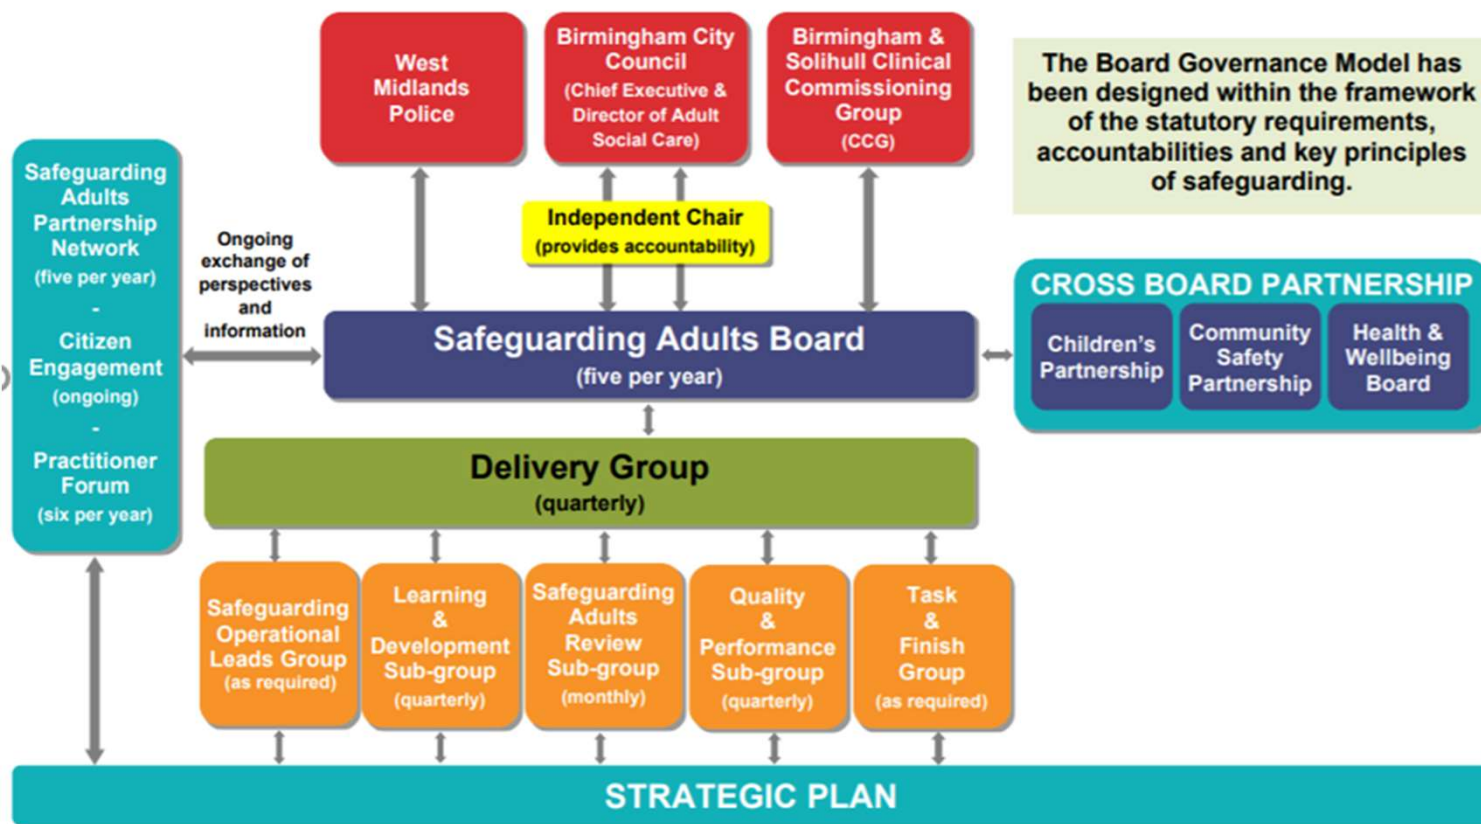 West
Midlands
Police
Birmingham City
Council
(Chief Executive &
Director of Adult
Social Care)
Birmingham &
Solihull Clinical
Commissioning
Group
(CCG)
The Board Governance Model has
been designed within the framework
of the statutory requirements,
accountabilities and key principles
of safeguarding.
Safeguarding
Adults
Partnership
Network
(five per year)
-
Citizen
Engagement
(ongoing)
-
Practitioner
Forum
(six per year)
Ongoing
exchange of
perspectives
and
information
Independent Chair
(provides accountability)
Safeguarding Adults Board
(five per year)
CROSS BOARD PARTNERSHIP
Children's
Partnership
Community
Safety
Partnership
Health &
Wellbeing
Board
Delivery Group
(quarterly)
Safeguarding
Operational
Leads Group
(as required)
Learning
&
Development
Sub-group
(quarterly)
Safeguarding
Adults
Review
Sub-group
(monthly)
Quality
&
Performance
Sub-group
(quarterly)
Task
&
Finish
Group
(as required)
STRATEGIC PLAN